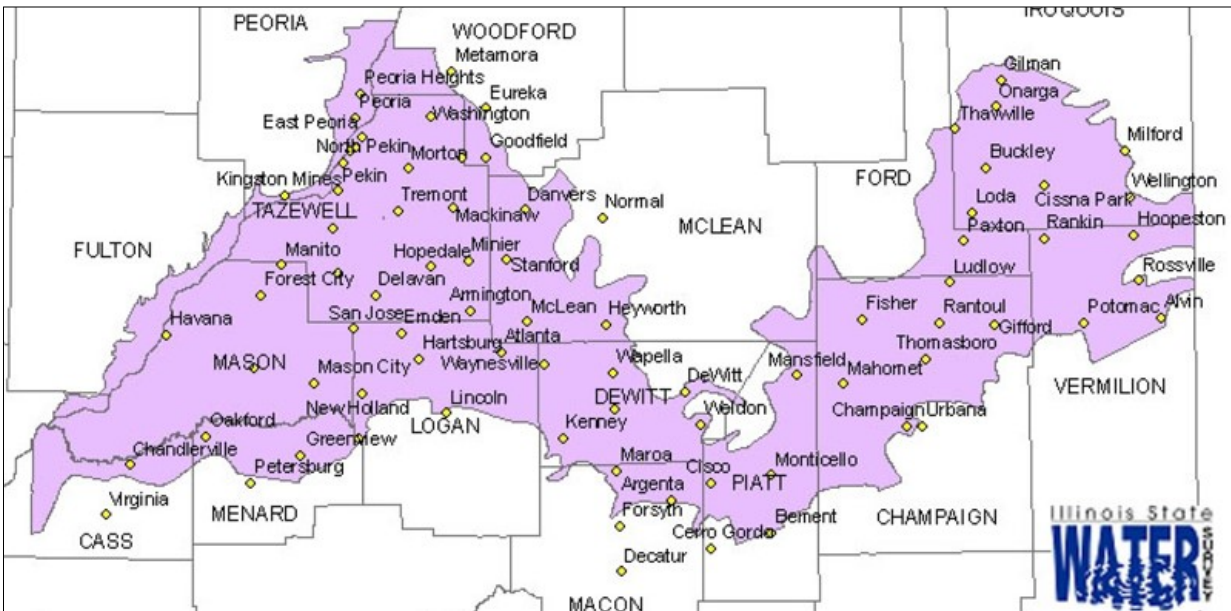 IROQUOIS
PEORIA
WOODFORD
Metamora
Gilman
Peoria Heights
Onarga
Peoria
Eureka
Washington
Thawville
East Peoria
North Pekin
Morton
Goodfield
Milford
Buckley
Kingston Mines
Pekin
FORD
Tremont
Danvers
Normal
Loda
Cissna Park
Wellington
TAZEWELL
Mackinaw
MCLEAN
Paxton
Rankin
Hoopeston
FULTON
Manito
Hopedale
Minier
Stanford
Ludlow
Rossville
Forest City
Delavan
Armington
McLean
Heyworth
Fisher
Rantoul
Potomac
Alvin
Havana
San Jose
Emden
Atlanta
Gifford
Hartsburg
Thomasboro
MASON
Mason City
Waynesville
Wapella
Mansfield
Mahomet
DeWitt
VERMILION
New Holland
Lincoln
DEWITT
Weldon
Champaign
Urbana
Oakford
LOGAN
Kenney
Greenview
Chandlerville
Petersburg
Maroa
Cisco
Monticello
PIATT
Argenta
Virginia
MENARD
Forsyth
Bement
CHAMPAIGN
Cerro Gordo
CASS
Decatur
MACON
Illinois State
WATER
SURVEY